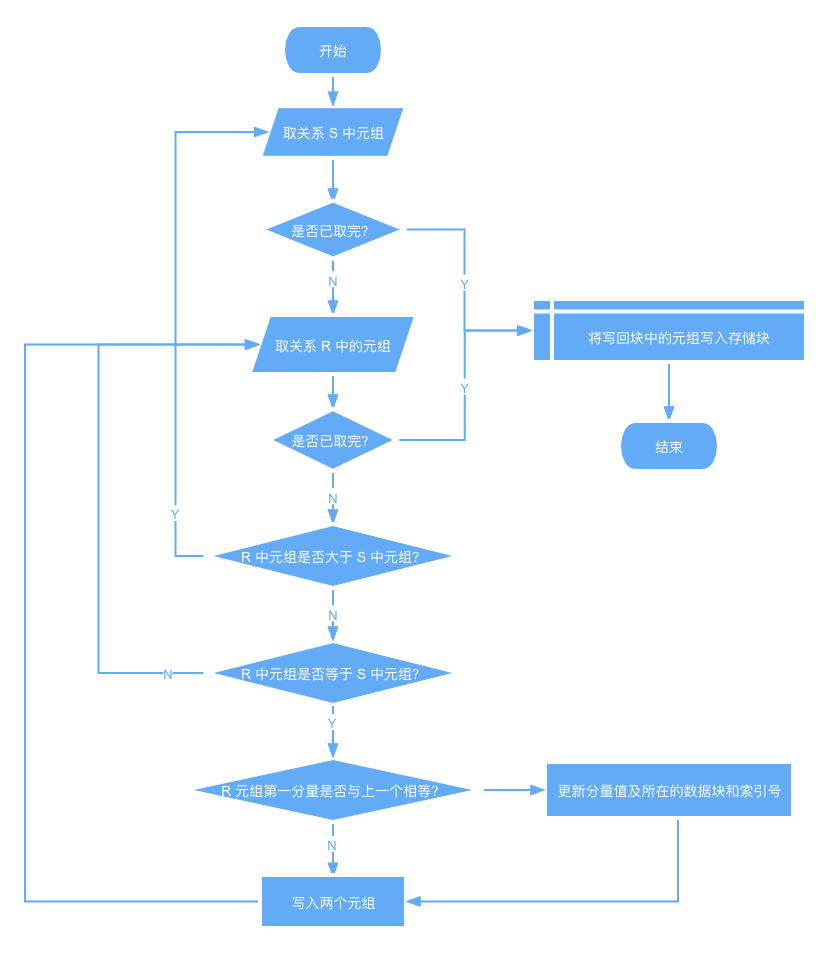 开始
取关系 S 中元组
是否已取完?
Y
N
将写回块中的元组写入存储块
取关系 R 中的元组
Y
是否已取完?
结束
N
Y
R 中元组是否大于 S 中元组?
N
R 中元组是否等于 S 中元组?
N
Y
R 元组第一分量是否与上一个相等?
更新分量值及所在的数据块和索引号
N
写入两个元组